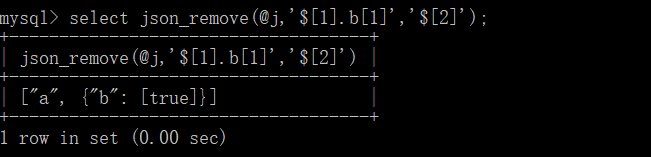 mysql> select json_remove(@j,'$[1].b[1]','$[2]');
+-----------------------------------+
| json_remove(@j,'$[1].b[1]','$[2]') |
+-----------------------------------+
| ["a", {"b": [true]}] |
+-----------------------------------+
1 row in set (0.00 sec)